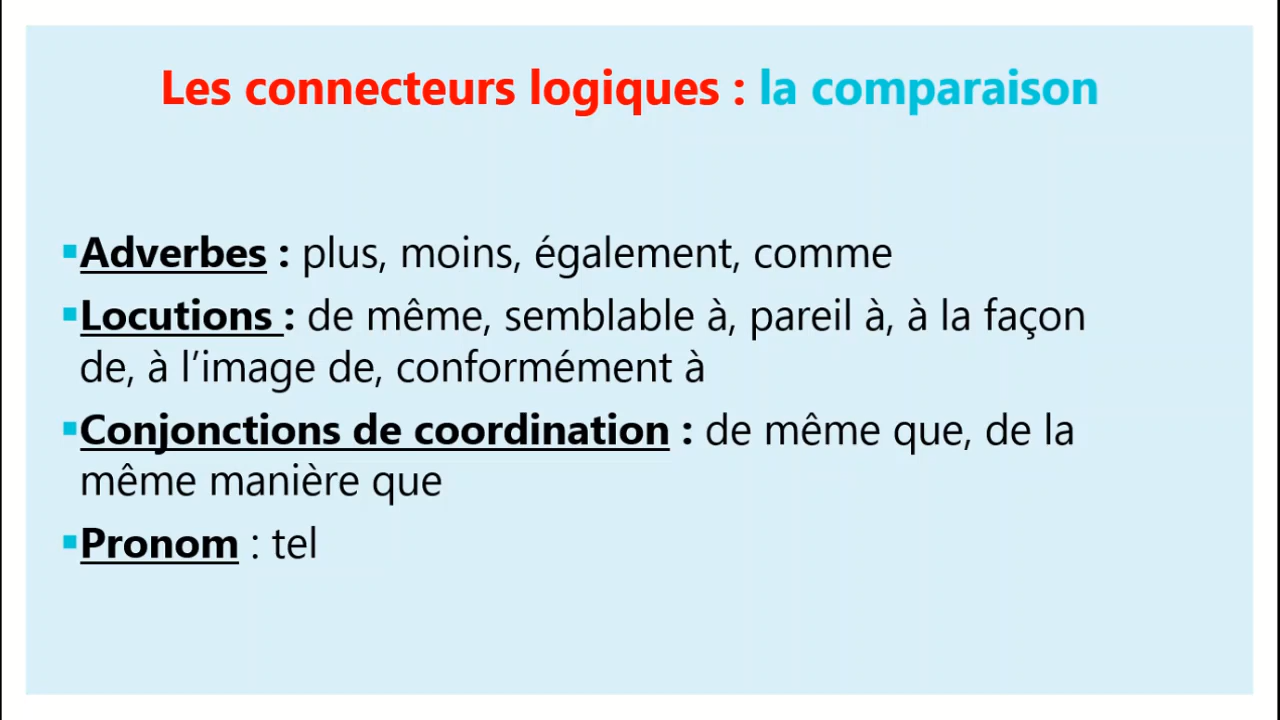 Les connecteurs logiques : la comparaison
▪Adverbes : plus, moins, également, comme
▪Locutions : de même, semblable à, pareil à, à la façon
de, à l’image de, conformément à
▪Conjonctions de coordination : de même que, de la
même manière que
▪Pronom : tel